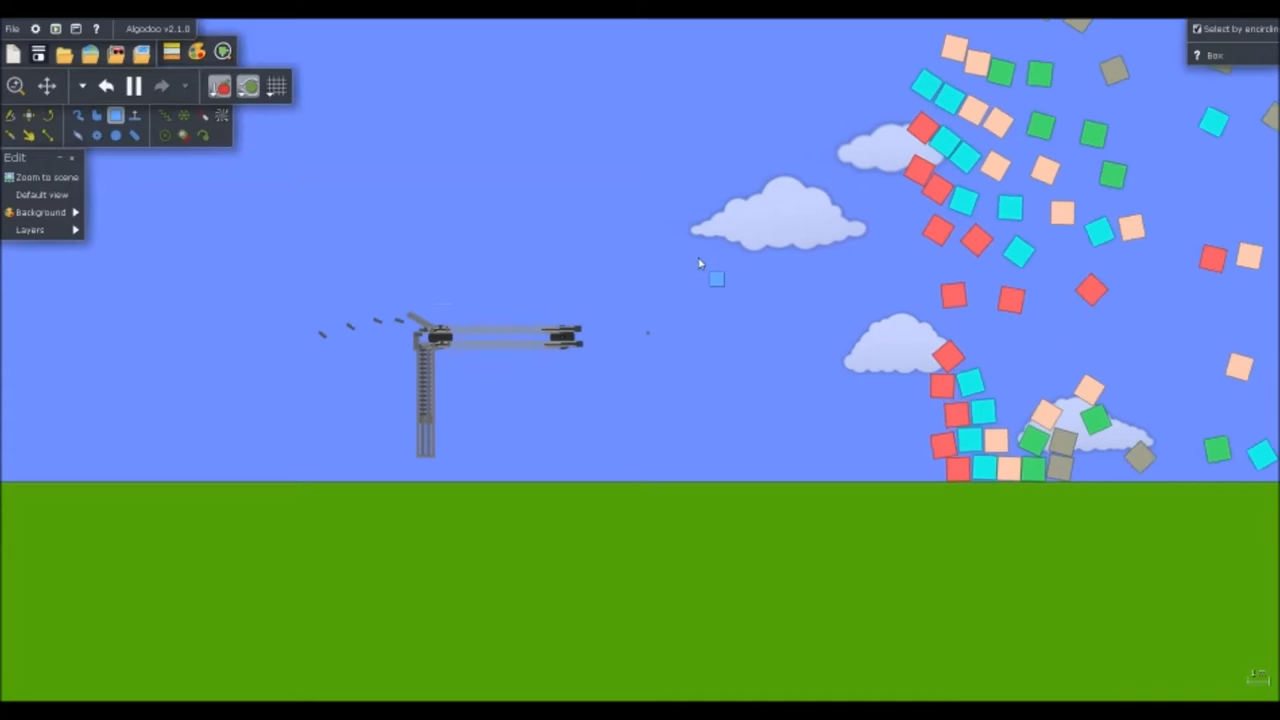 File ? Algodoo v2.1.0
Select by encirclin
? Box
Edit - ×
Zoom to scene
Default view
Background
Layers